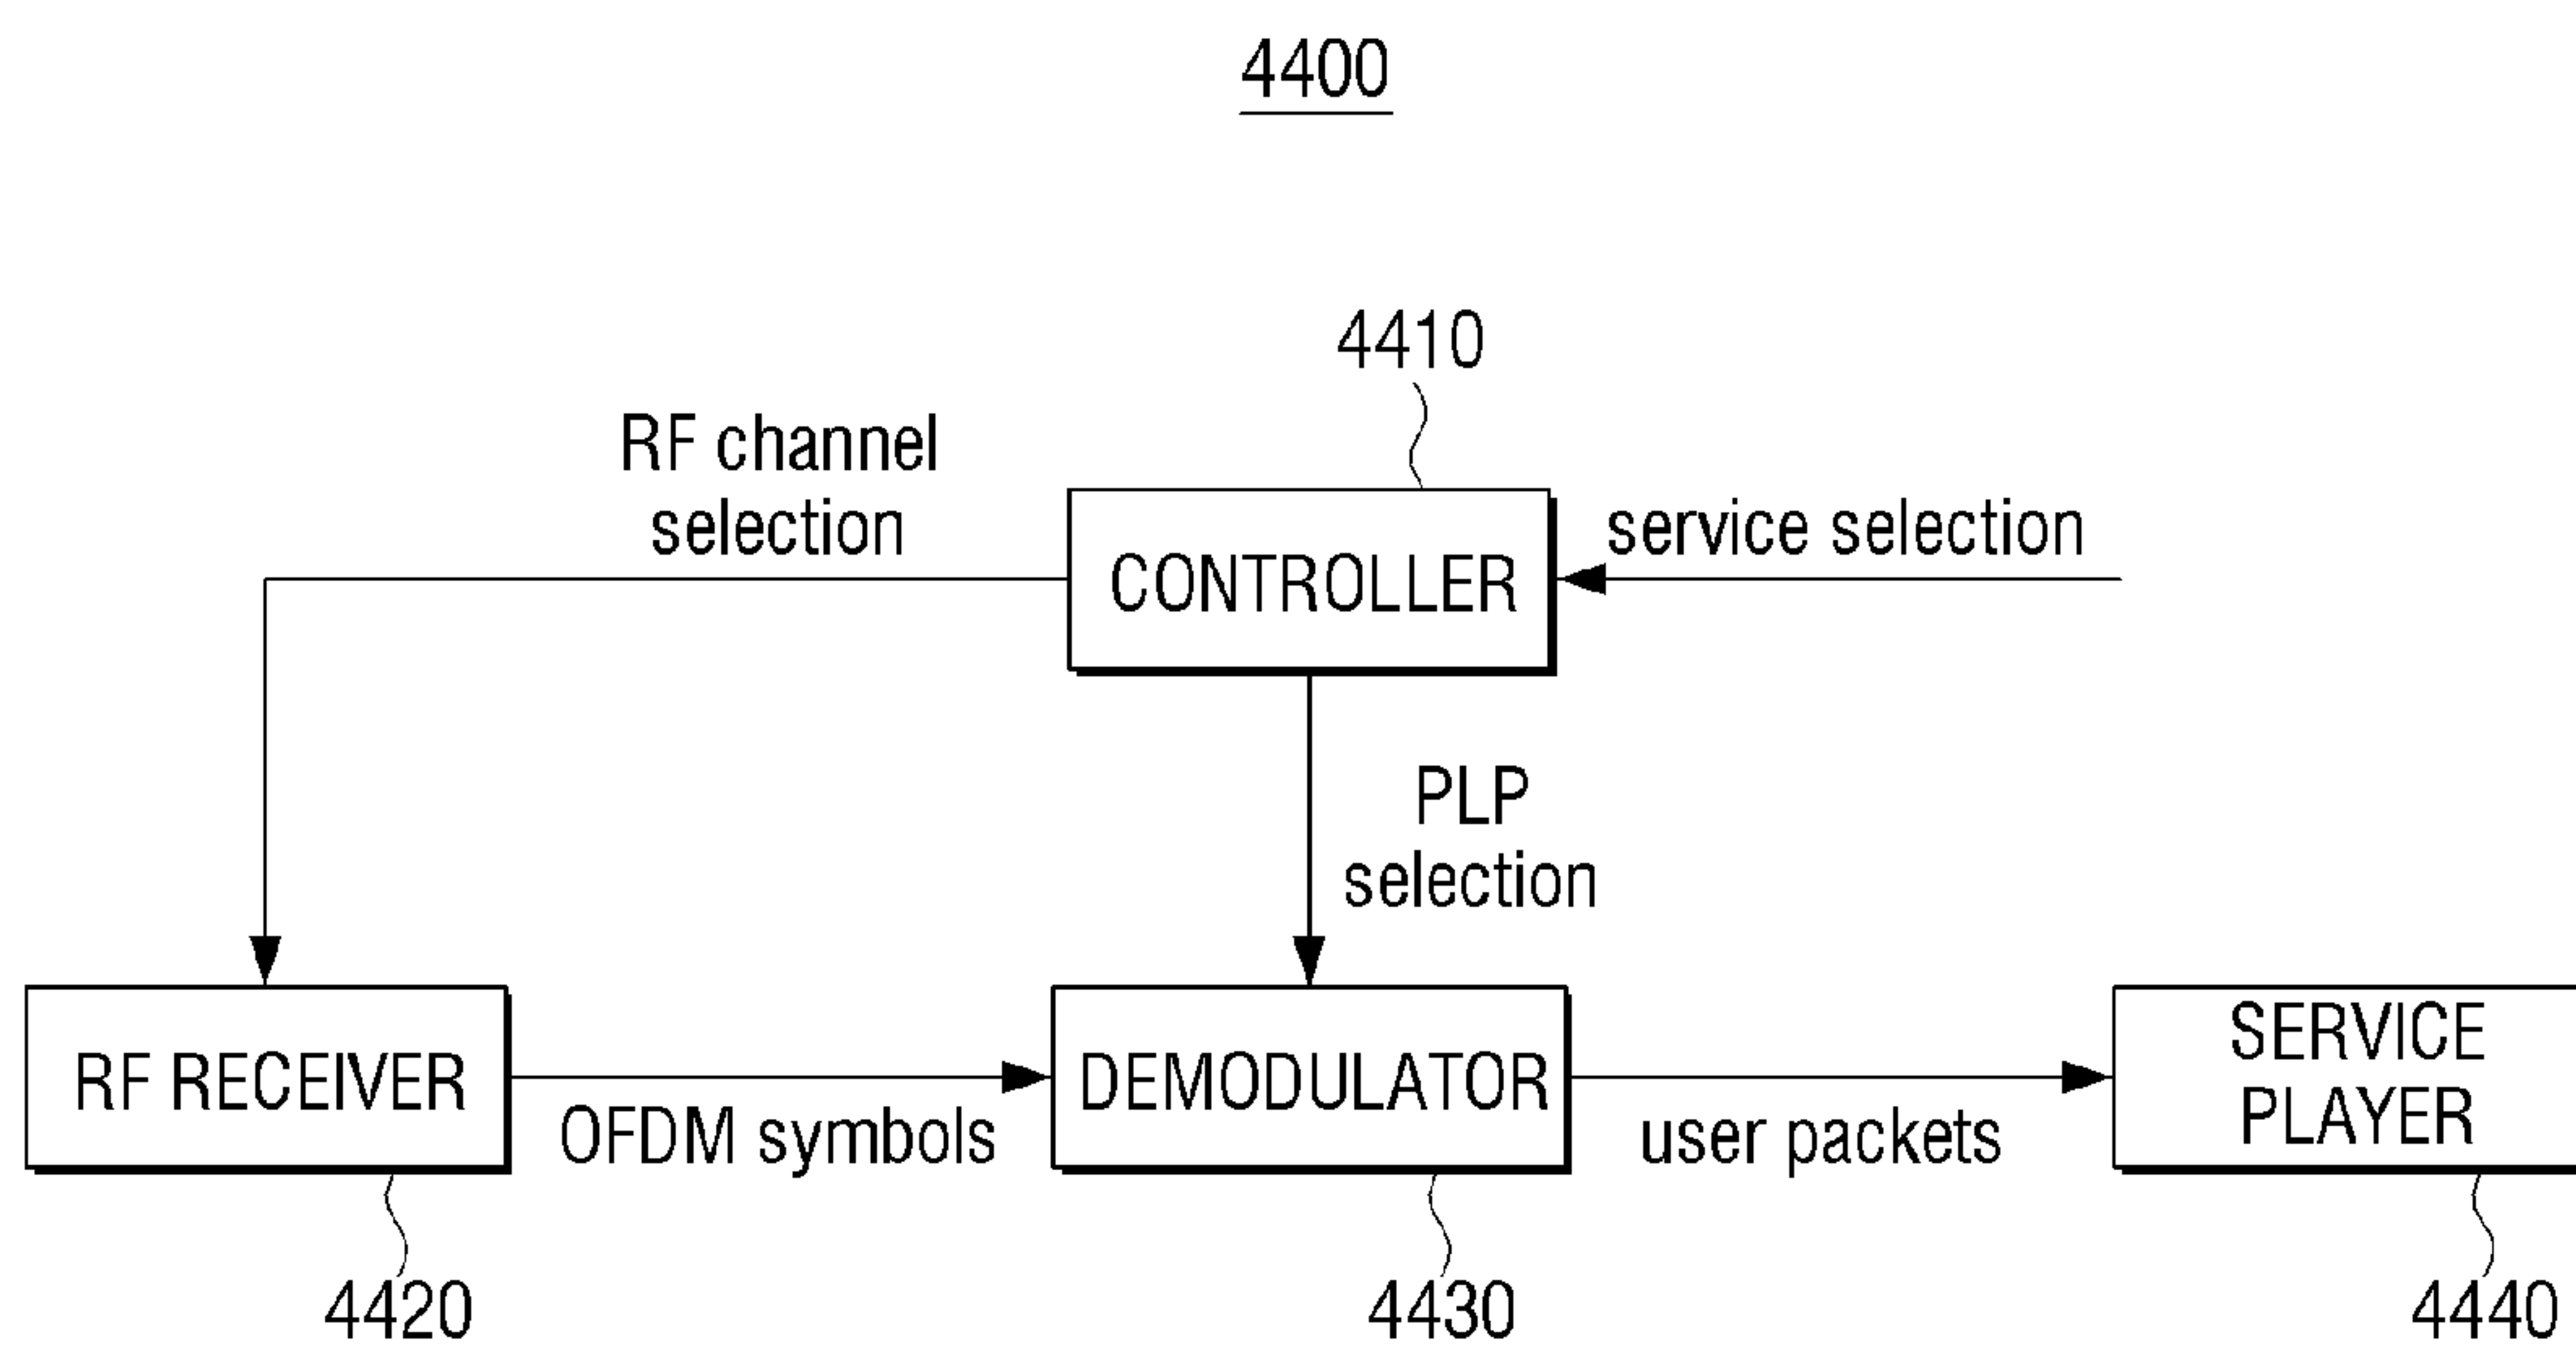 4400
4410
RF channel
selection
CONTROLLER
service selection
PLP
selection
RF RECEIVER
OFDM symbols
DEMODULATOR
user packets
SERVICE
PLAYER
4420
4430
4440